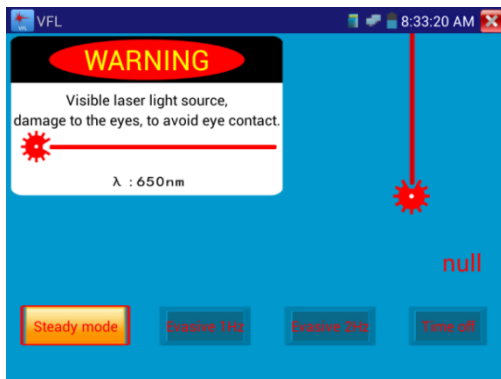 VFL
8:33:20 AM
WARNING
Visible laser light source,
damage to the eyes, to avoid eye contact.
λ :650nm
null
Steady mode
Evasive 1Hz
Evasive 2Hz
Time off